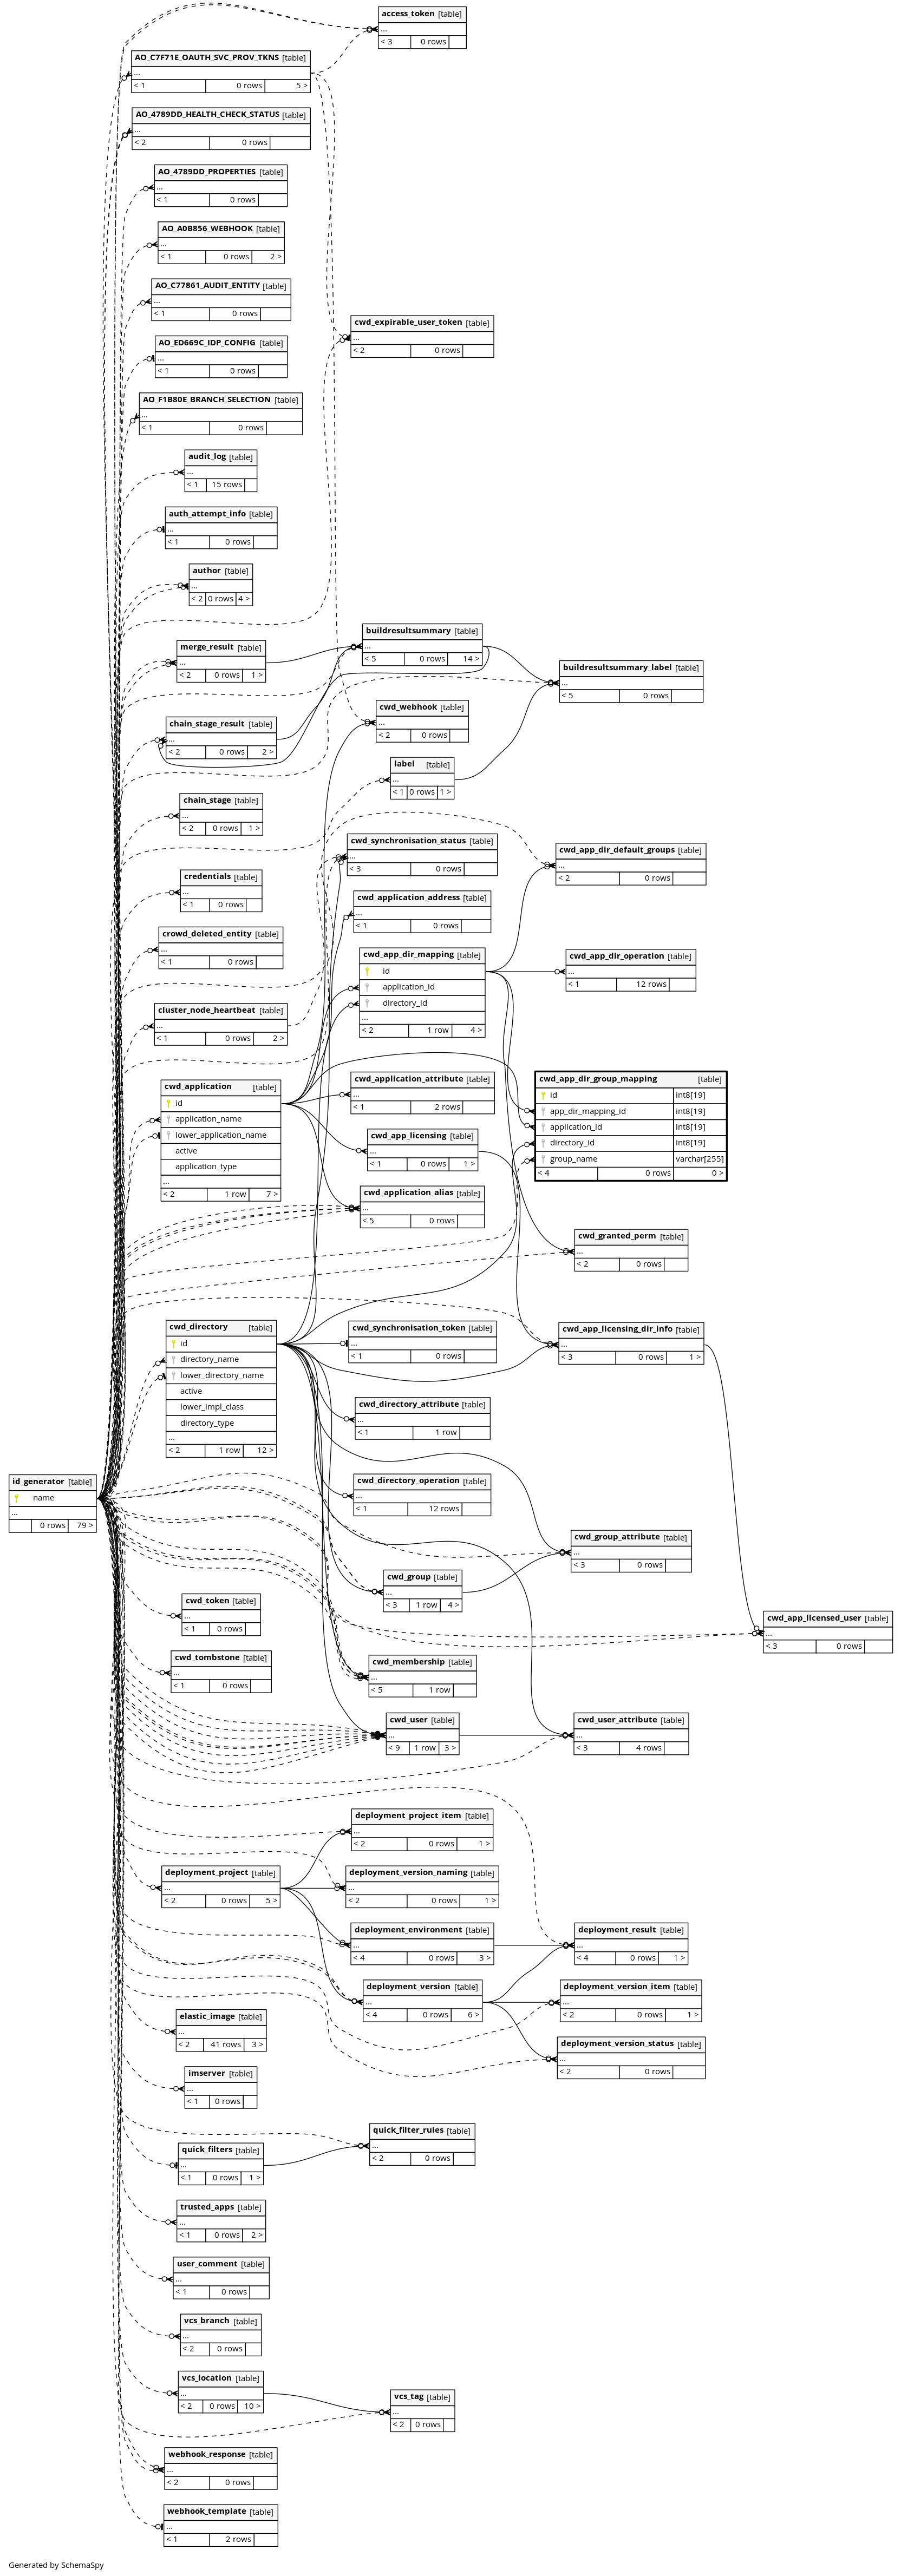 access_token [table]
...
< 3 0 rows
AO_C7F71E_OAUTH_SVC_PROV_TKNS [table]
...
< 1 0 rows 5 >
AO_4789DD_HEALTH_CHECK_STATUS [table]
...
< 2 0 rows
AO_4789DD_PROPERTIES [table]
...
< 1 0 rows
AO_A0B856_WEBHOOK [table]
...
< 1 0 rows 2 >
AO_C77861_AUDIT_ENTITY [table]
...
< 1 0 rows
cwd_expirable_user_token [table]
...
< 2 0 rows
AO_ED669C_IDP_CONFIG [table]
...
< 1 0 rows
AO_F1B80E_BRANCH_SELECTION [table]
...
< 1 0 rows
audit_log [table]
...
< 1 15 rows
auth_attempt_info [table]
...
< 1 0 rows
author [table]
...
< 2 0 rows 4 >
buildresultsummary [table]
...
< 5 0 rows 14 >
merge_result [table]
...
< 2 0 rows 1 >
buildresultsummary_label [table]
...
< 5 0 rows
cwd_webhook [table]
...
< 2 0 rows
chain_stage_result [table]
...
< 2 0 rows 2 >
label [table]
...
< 1 0 rows 1 >
chain_stage [table]
...
< 2 0 rows 1 >
cwd_synchronisation_status [table]
...
< 3 0 rows
cwd_app_dir_default_groups [table]
...
< 2 0 rows
credentials [table]
...
< 1 0 rows
cwd_application_address [table]
...
< 1 0 rows
crowd_deleted_entity [table]
...
< 1 0 rows
cwd_app_dir_mapping [table]
id
application_id
directory_id
...
< 2 1 row 4 >
cwd_app_dir_operation [table]
...
< 1 12 rows
cluster_node_heartbeat [table]
...
< 1 0 rows 2 >
cwd_application [table]
id
application_name
lower_application_name
active
application_type
...
< 2 1 row 7 >
cwd_application_attribute [table]
...
< 1 2 rows
cwd_app_dir_group_mapping [table]
id int8[19]
app_dir_mapping_id int8[19]
application_id int8[19]
directory_id int8[19]
group_name varchar[255]
< 4 0 rows 0 >
cwd_app_licensing [table]
...
< 1 0 rows 1 >
cwd_application_alias [table]
...
< 5 0 rows
cwd_granted_perm [table]
...
< 2 0 rows
cwd_directory [table]
id
directory_name
lower_directory_name
active
lower_impl_class
directory_type
...
< 2 1 row 12 >
cwd_synchronisation_token [table]
...
< 1 0 rows
cwd_app_licensing_dir_info [table]
...
< 3 0 rows 1 >
cwd_directory_attribute [table]
...
< 1 1 row
id_generator [table]
name
...
0 rows 79 >
cwd_directory_operation [table]
...
< 1 12 rows
cwd_group_attribute [table]
...
< 3 0 rows
cwd_group [table]
...
< 3 1 row 4 >
cwd_token [table]
...
< 1 0 rows
cwd_app_licensed_user [table]
...
< 3 0 rows
cwd_tombstone [table]
...
< 1 0 rows
cwd_membership [table]
...
< 5 1 row
cwd_user [table]
...
< 9 1 row 3 >
cwd_user_attribute [table]
...
< 3 4 rows
deployment_project_item [table]
...
< 2 0 rows 1 >
deployment_project [table]
...
< 2 0 rows 5 >
deployment_version_naming [table]
...
< 2 0 rows 1 >
deployment_environment [table]
...
< 4 0 rows 3 >
deployment_result [table]
...
< 4 0 rows 1 >
deployment_version [table]
...
< 4 0 rows 6 >
deployment_version_item [table]
...
< 2 0 rows 1 >
elastic_image [table]
...
< 2 41 rows 3 >
deployment_version_status [table]
...
< 2 0 rows
imserver [table]
...
< 1 0 rows
quick_filter_rules [table]
...
< 2 0 rows
quick_filters [table]
...
< 1 0 rows 1 >
trusted_apps [table]
...
< 1 0 rows 2 >
user_comment [table]
...
< 1 0 rows
vcs_branch [table]
...
< 2 0 rows
vcs_location [table]
...
< 2 0 rows 10 >
vcs_tag [table]
...
< 2 0 rows
webhook_response [table]
...
< 2 0 rows
webhook_template [table]
...
< 1 2 rows
Generated by SchemaSpy